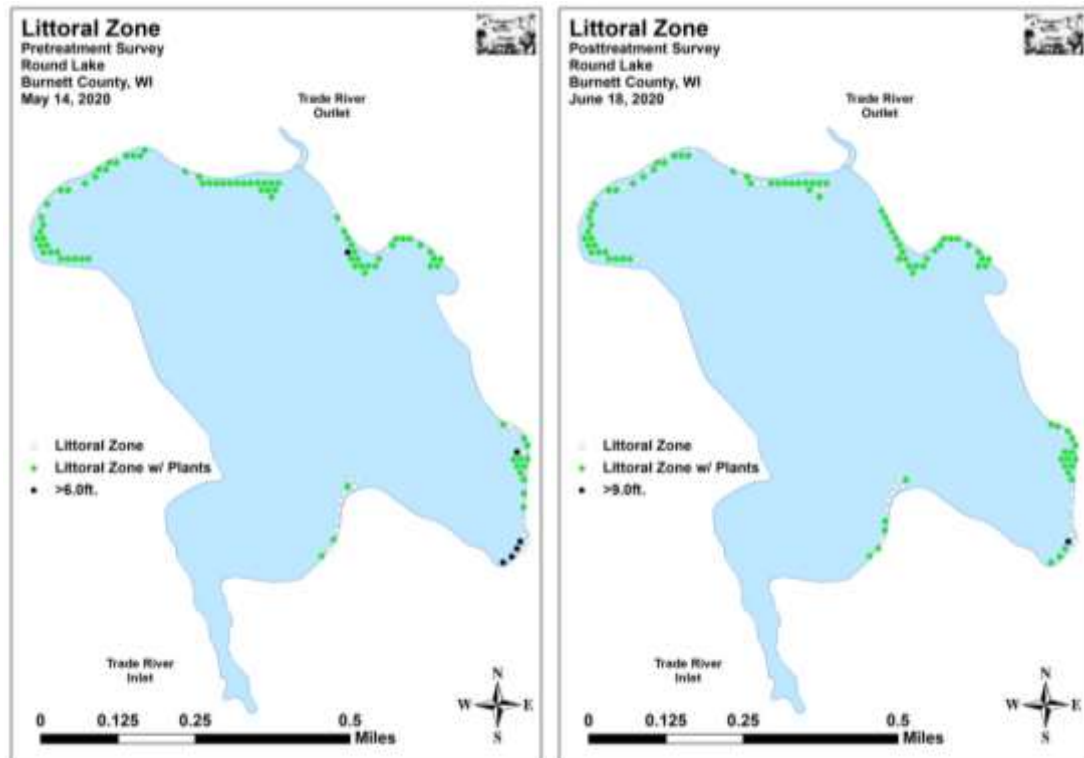 Littoral Zone
Pretreatment Survey
Round Lake
Burnett County, WI
May 14, 2020
Trade River
Outlet
Littoral Zone
Littoral Zone w/ Plants
>6.0ft.
Trade River
Inlet
N
W E
S
0 0.125 0.25 0.5
Miles
Littoral Zone
Posttreatment Survey
Round Lake
Burnett County, WI
June 18, 2020
Trade River
Outlet
Littoral Zone
Littoral Zone w/ Plants
>9.0ft.
Trade River
Inlet
N
W E
S
0 0.125 0.25 0.5
Miles